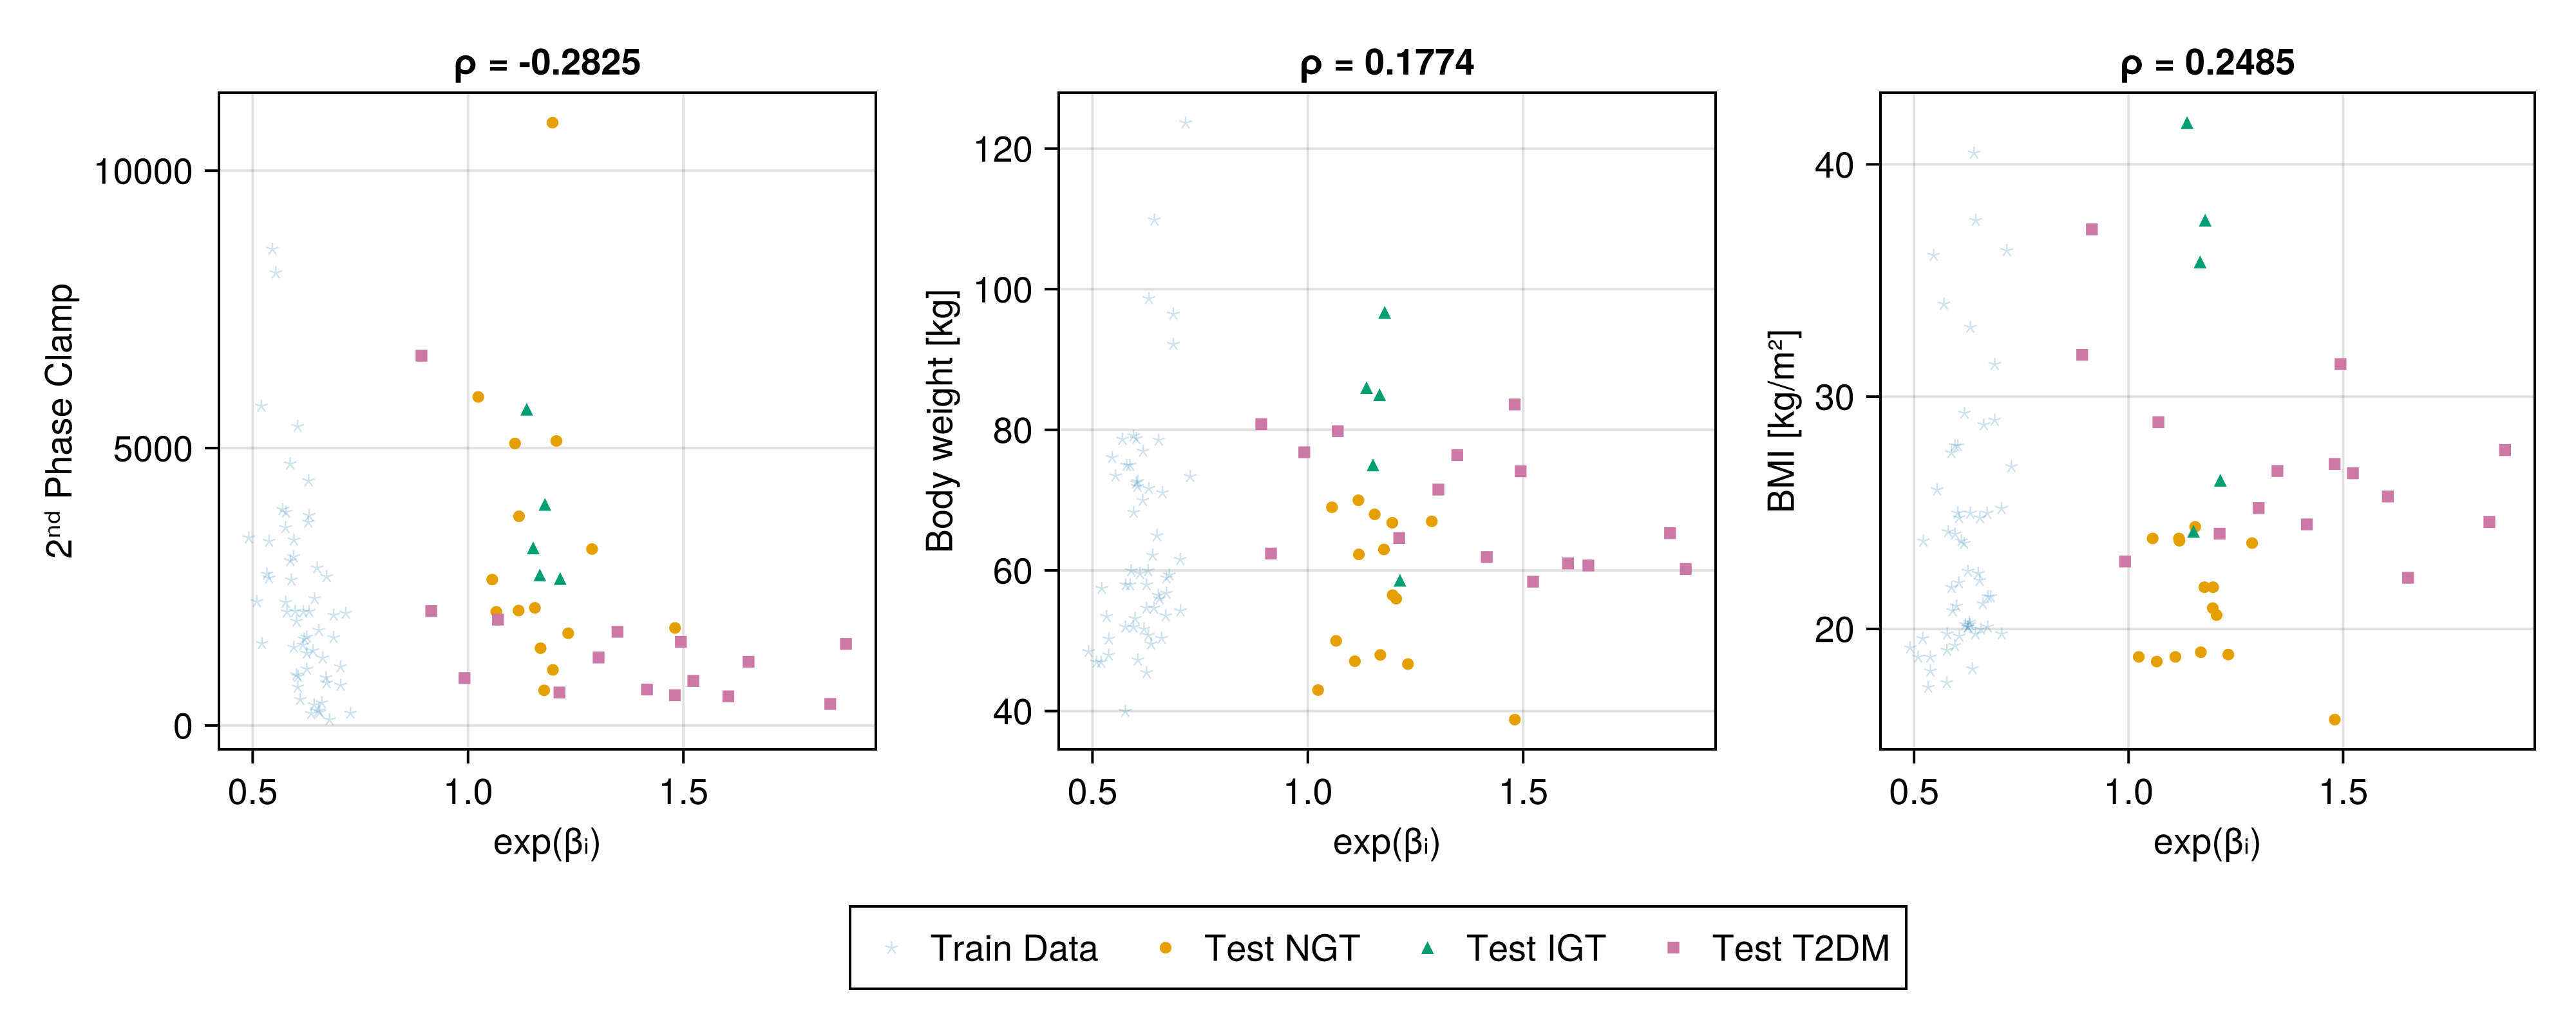 ρ = -0.2825
2ⁿᵈ Phase Clamp
10000
5000
0
0.5 1.0 1.5
exp(βᵢ)
ρ = 0.1774
Body weight [kg]
120
100
80
60
40
0.5 1.0 1.5
exp(βᵢ)
ρ = 0.2485
BMI [kg/m²]
40
30
20
0.5 1.0 1.5
exp(βᵢ)
Train Data Test NGT Test IGT Test T2DM